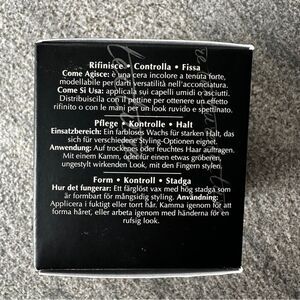 Rifinisce • Controlla • Fissa
Come Agisce: è una cera incolore a tenuta forte,
modellabile per darti versatilità nell'acconciatura.
Come Si Usa: applicala sui capelli umidi o asciutti.
Distribuiscila con il pettine per ottenere un effetto
rifinito o con le mani per un look ruvido e spettinato.
Pflege • Kontrolle • Halt
Einsatzbereich: Ein farbloses Wachs für starken Halt, das
sich für verschiedene Styling-Optionen eignet.
Anwendung: Auf trockenes oder feuchtes Haar auftragen.
Mit einem Kamm, oder für einen etwas gröberen,
ungestylt wirkenden Look, mit den Fingern stylen.
Form • Kontroll • Stadga
Hur det fungerar: Ett färglöst vax med hög stadga som
är formbart för mångsidig styling. Användning:
Applicera i fuktigt eller torrt hår. Kamma igenom för att
forma håret, eller arbeta igenom med händerna för en
rufsig look.